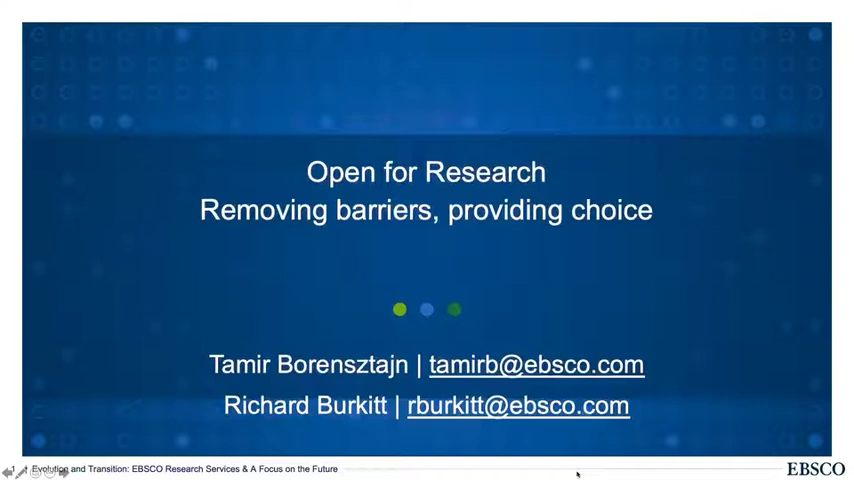 Open for Research
Removing barriers, providing choice
Tamir Borensztajn | tamirb@ebsco.com
Richard Burkitt | rburkitt@ebsco.com
1 | Evolution and Transition: EBSCO Research Services & A Focus on the Future
EBSCO